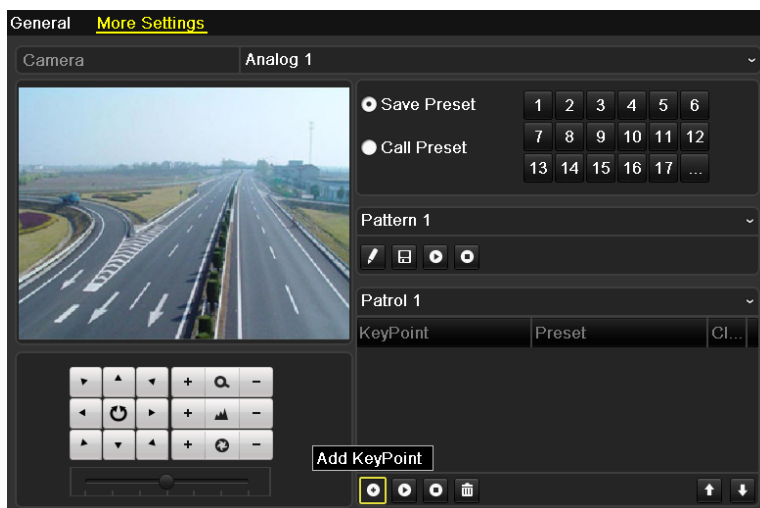 General More Settings
Camera Analog 1
Save Preset 1 2 3 4 5 6
Call Preset 7 8 9 10 11 12
13 14 15 16 17 ...
Pattern 1
Patrol 1
KeyPoint Preset Cl...
Add KeyPoint